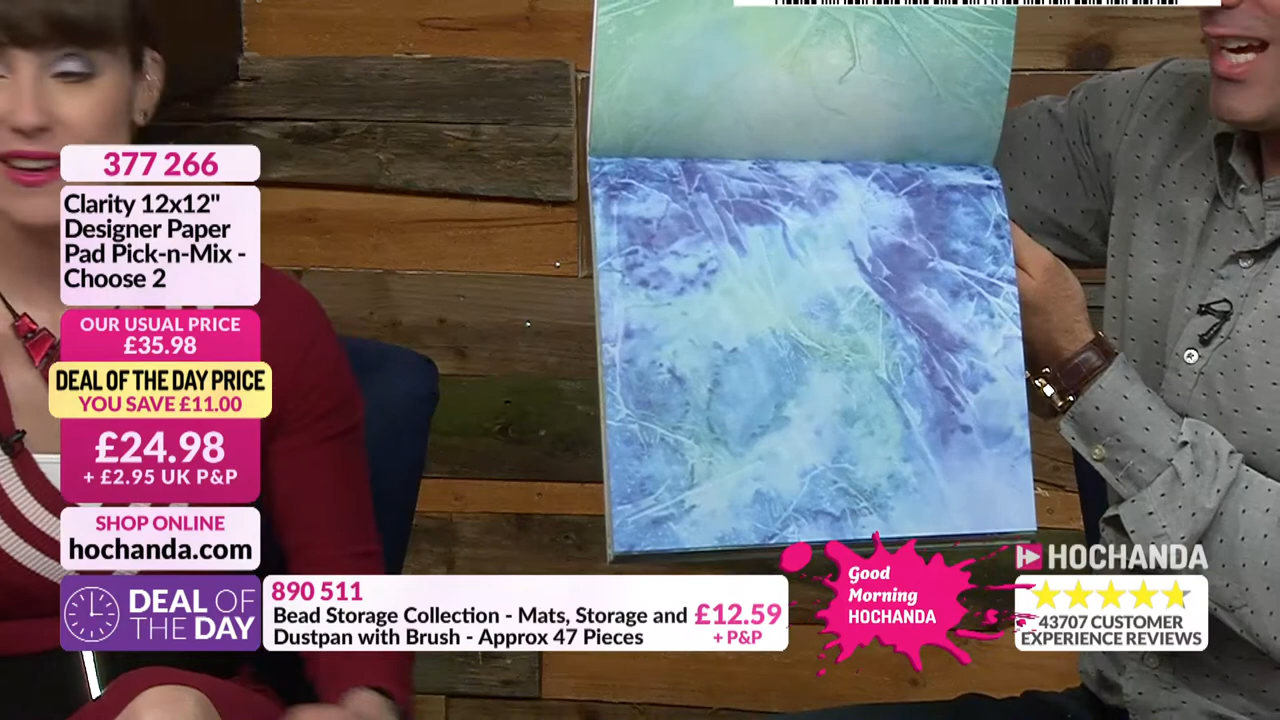 377 266
Clarity 12x12"
Designer Paper
Pad Pick-n-Mix -
Choose 2
OUR USUAL PRICE
£35.98
DEAL OF THE DAY PRICE
YOU SAVE £11.00
£24.98
+ £2.95 UK P&P
SHOP ONLINE
hochanda.com
DEAL OF
THE DAY
890 511
Bead Storage Collection - Mats, Storage and
Dustpan with Brush - Approx 47 Pieces
£12.59
+ P&P
Good
Morning
HOCHANDA
HOCHANDA
43707 CUSTOMER
EXPERIENCE REVIEWS